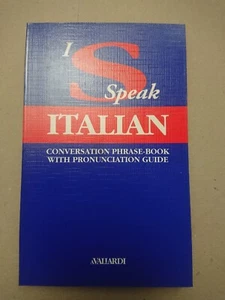 I
S
Speak
ITALIAN
CONVERSATION PHRASE-BOOK
WITH PRONUNCIATION GUIDE
A.VALLARDI